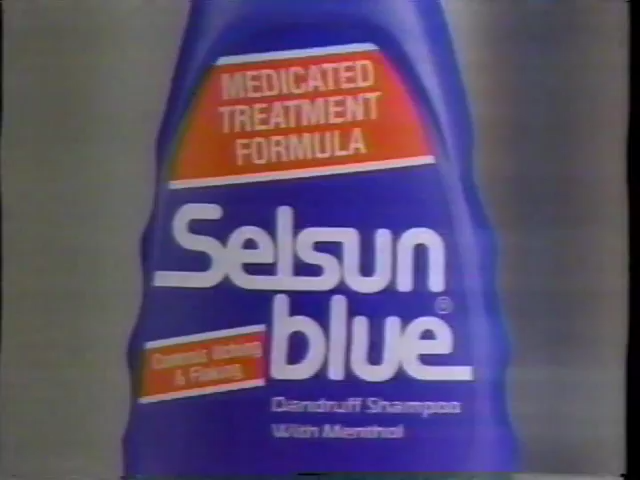 MEDICATED
TREATMENT
FORMULA
Selsun
blue®
Controls Itching
& Flaking
Dandruff Shampoo
With Menthol